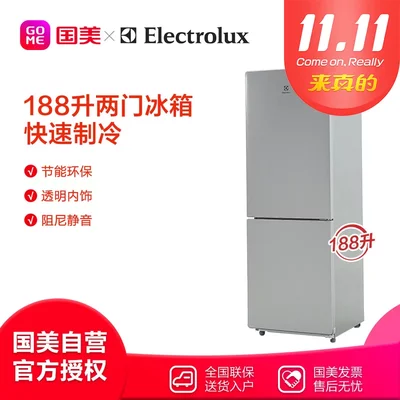 GO
ME
国美×Electrolux
11.11
Come on, Really!
来真的
188升两门冰箱
快速制冷
节能环保
透明内饰
阻尼静音
188升
国美自营
官方授权
全国联保
送货入户
国美发票
售后无忧